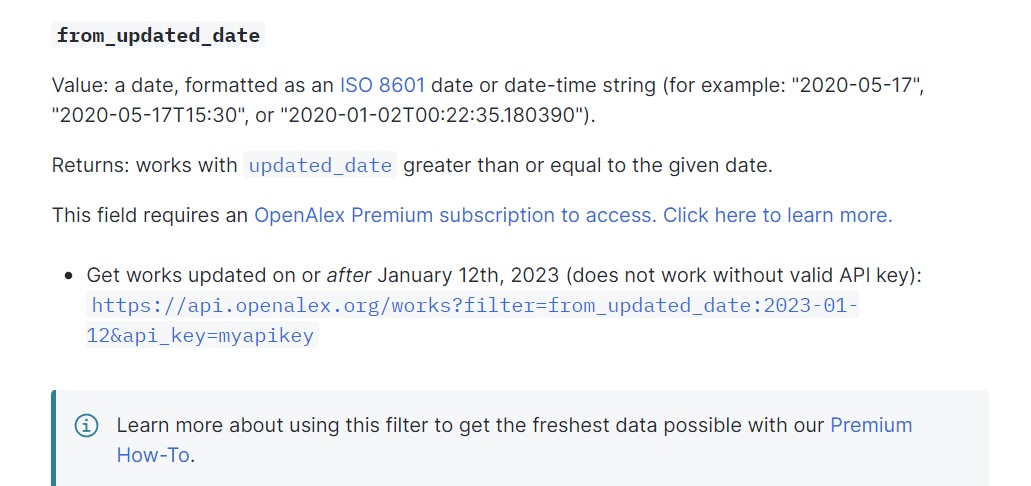 from_updated_date
Value: a date, formatted as an ISO 8601 date or date-time string (for example: "2020-05-17",
"2020-05-17T15:30", or "2020-01-02T00:22:35.180390").
Returns: works with updated_date greater than or equal to the given date.
This field requires an OpenAlex Premium subscription to access. Click here to learn more.
• Get works updated on or after January 12th, 2023 (does not work without valid API key):
https://api.openalex.org/works?filter=from_updated_date:2023-01-
12&api_key=myapikey
Learn more about using this filter to get the freshest data possible with our Premium
How-To.